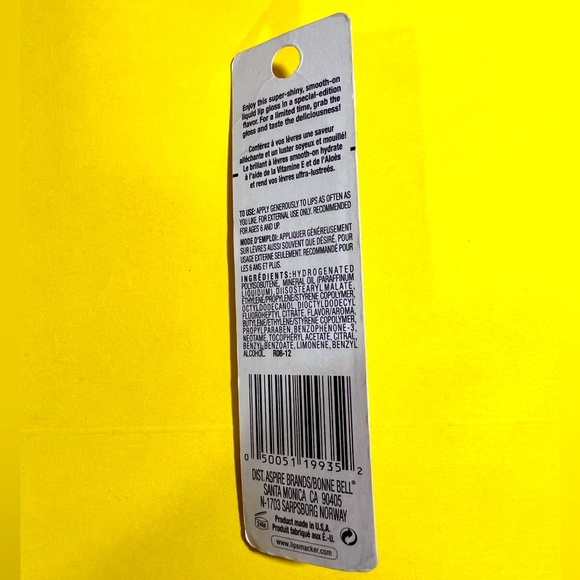 Enjoy this super-shiny, smooth-on
liquid lip gloss in a special-edition
flavor. For a limited time, grab the
gloss and taste the deliciousness!
Conférez à vos lèvres une saveur
alléchante et un luster soyeux et mouillé!
Le brillant à lèvres smooth-on hydrate
à l'aide de la Vitamine E et de l'Aloès
et rend vos lèvres ultra-lustrées.
TO USE: APPLY GENEROUSLY TO LIPS AS OFTEN AS
YOU LIKE. FOR EXTERNAL USE ONLY. RECOMMENDED
FOR AGES 6 AND UP.
MODE D'EMPLOI: APPLIQUER GÉNÉREUSEMENT
SUR LÈVRES AUSSI SOUVENT QUE DÉSIRÉ, POUR
USAGE EXTERNE SEULEMENT. RECOMMANDÉ POUR
LES 6 ANS ET PLUS.
INGRÉDIENTS: HYDROGENATED
POLYISOBUTENE, MINERAL OIL (PARAFFINUM
LIQUIDUM), DIISOSTEARYL MALATE,
ETHYLENE/PROPYLENE/STYRENE COPOLYMER,
OCTYLDODECANOL, DIOCTYLDODECYL
FLUOROHEPTYL CITRATE, FLAVOR/AROMA,
BUTYLENE/ETHYLENE/STYRENE COPOLYMER,
PROPYLPARABEN, BENZOPHENONE-3,
NEOTAME, TOCOPHERYL ACETATE, CITRAL,
BENZYL BENZOATE, LIMONENE, BENZYL
ALCOHOL. R08-12
0 50051 19935 2
DIST. ASPIRE BRANDS/BONNE BELL®
SANTA MONICA CA 90405
N-1703 SARPSBORG NORWAY
24M
Product made in U.S.A.
Produit fabriqué aux É.-U.
www.lipsmacker.com